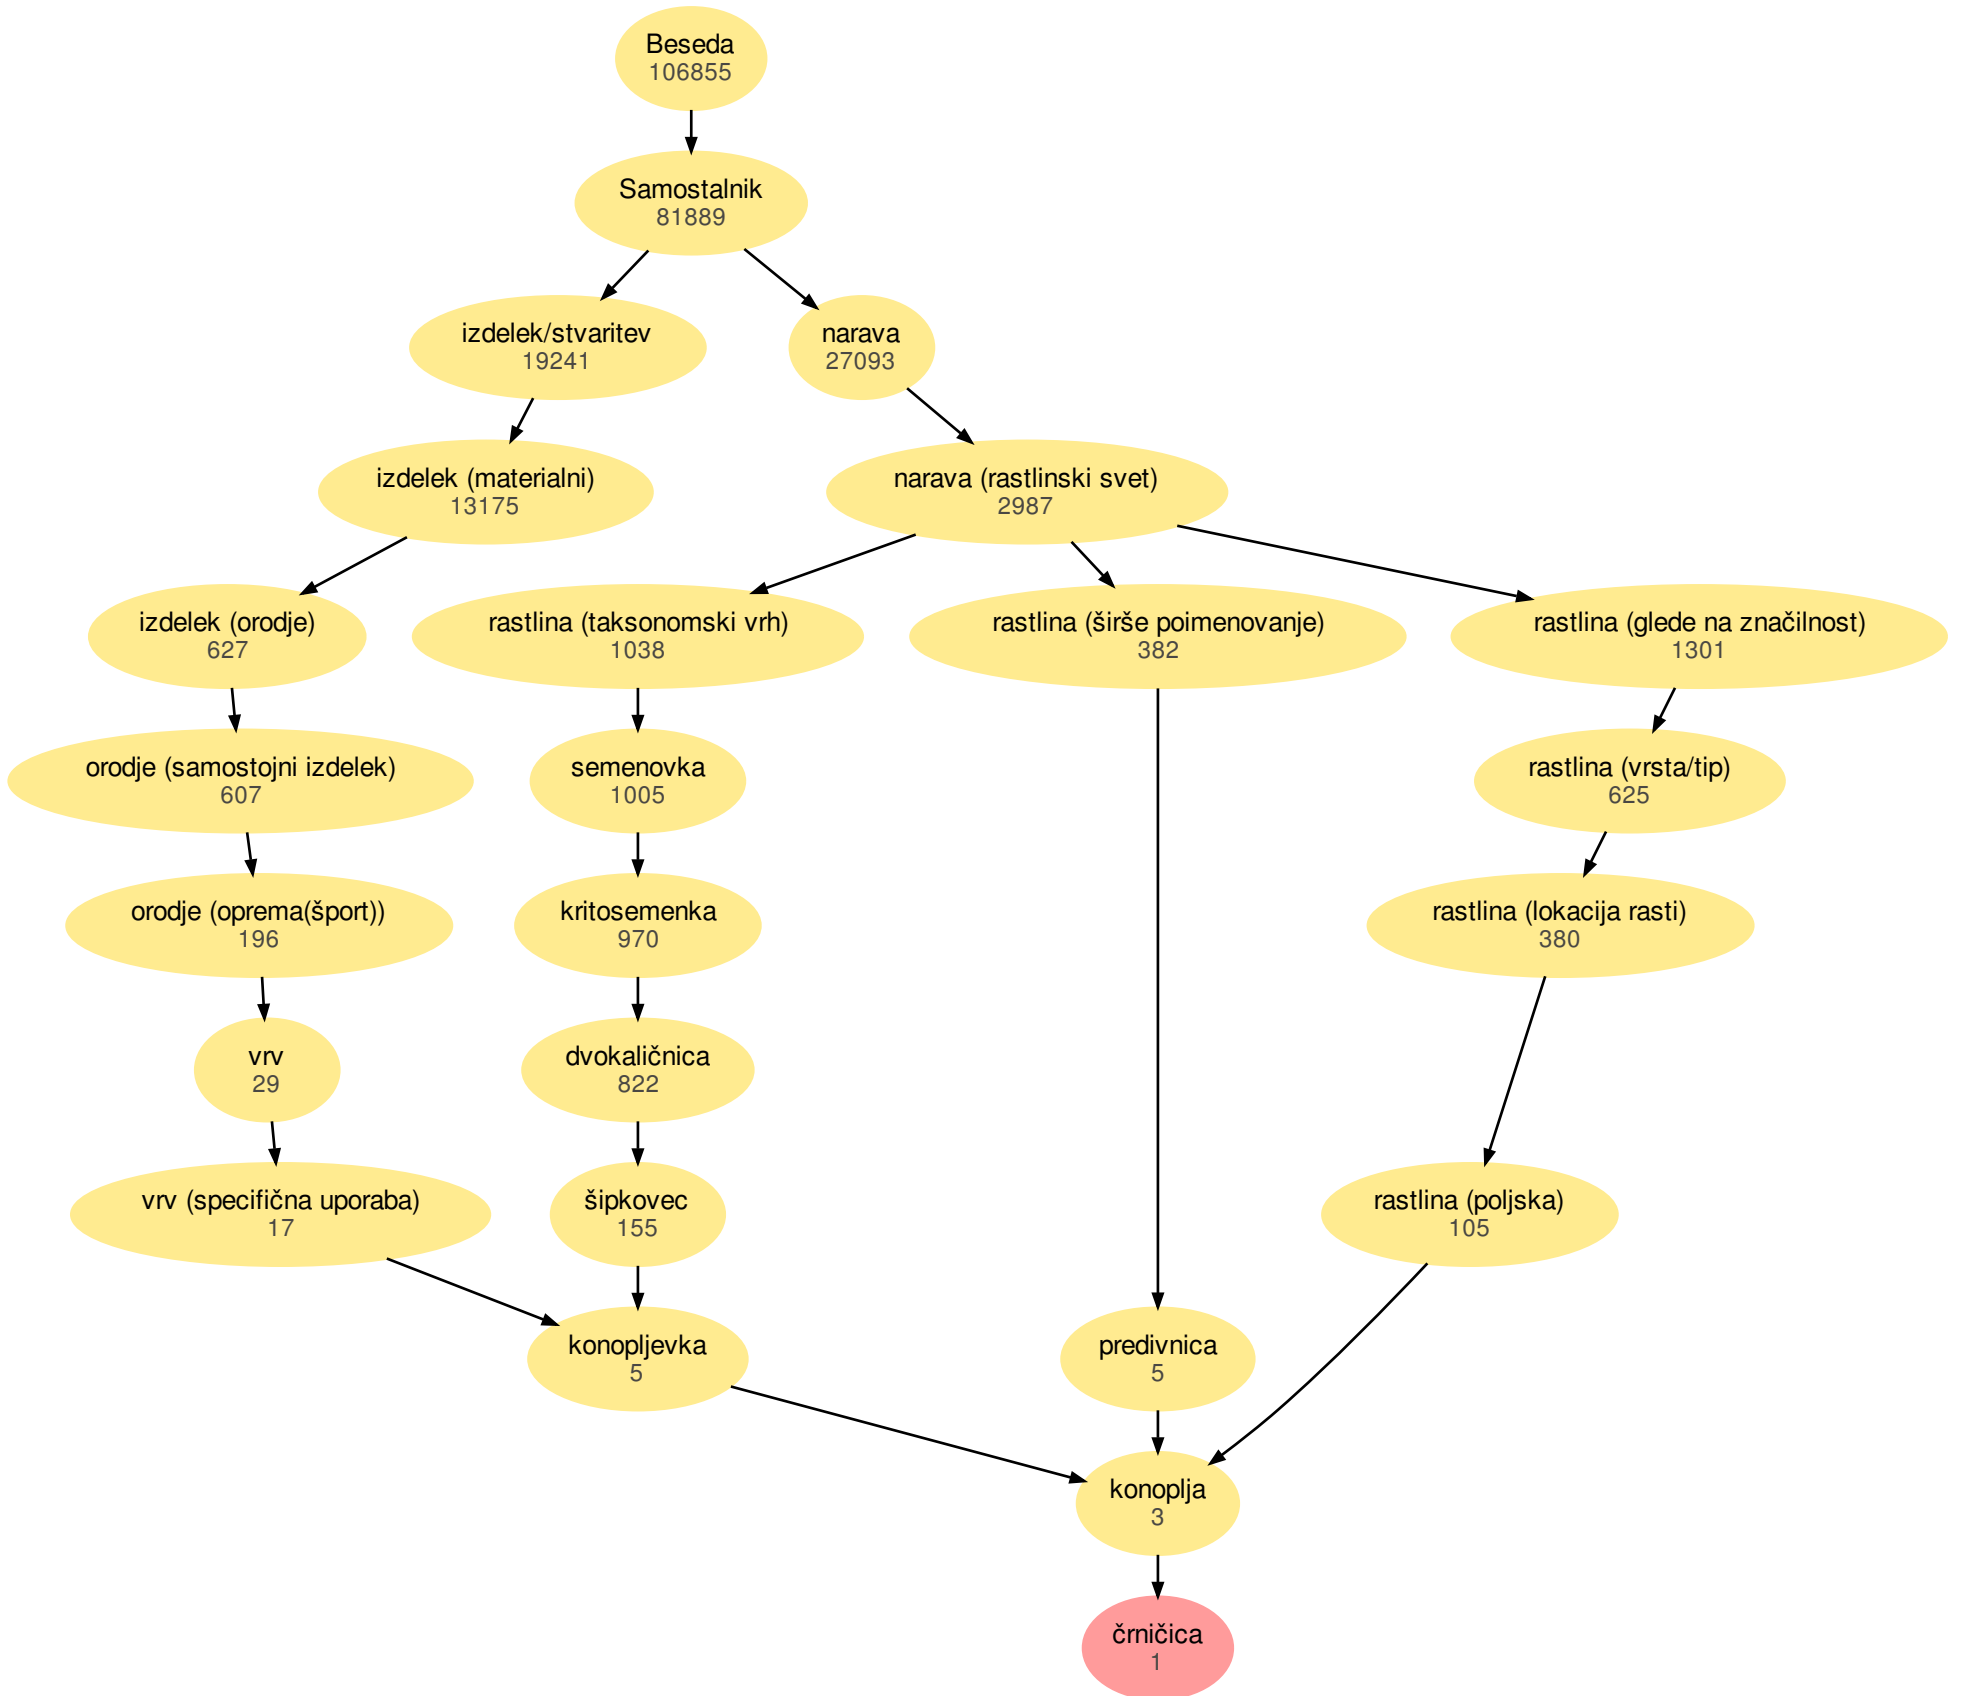 Beseda
106855
Samostalnik
81889
izdelek/stvaritev
19241
narava
27093
izdelek (materialni)
13175
narava (rastlinski svet)
2987
izdelek (orodje)
627
rastlina (taksonomski vrh)
1038
rastlina (širše poimenovanje)
382
rastlina (glede na značilnost)
1301
orodje (samostojni izdelek)
607
semenovka
1005
rastlina (vrsta/tip)
625
orodje (oprema(šport))
196
kritosemenka
970
rastlina (lokacija rasti)
380
vrv
29
dvokaličnica
822
vrv (specifična uporaba)
17
šipkovec
155
rastlina (poljska)
105
konopljevka
5
predivnica
5
konoplja
3
črničica
1